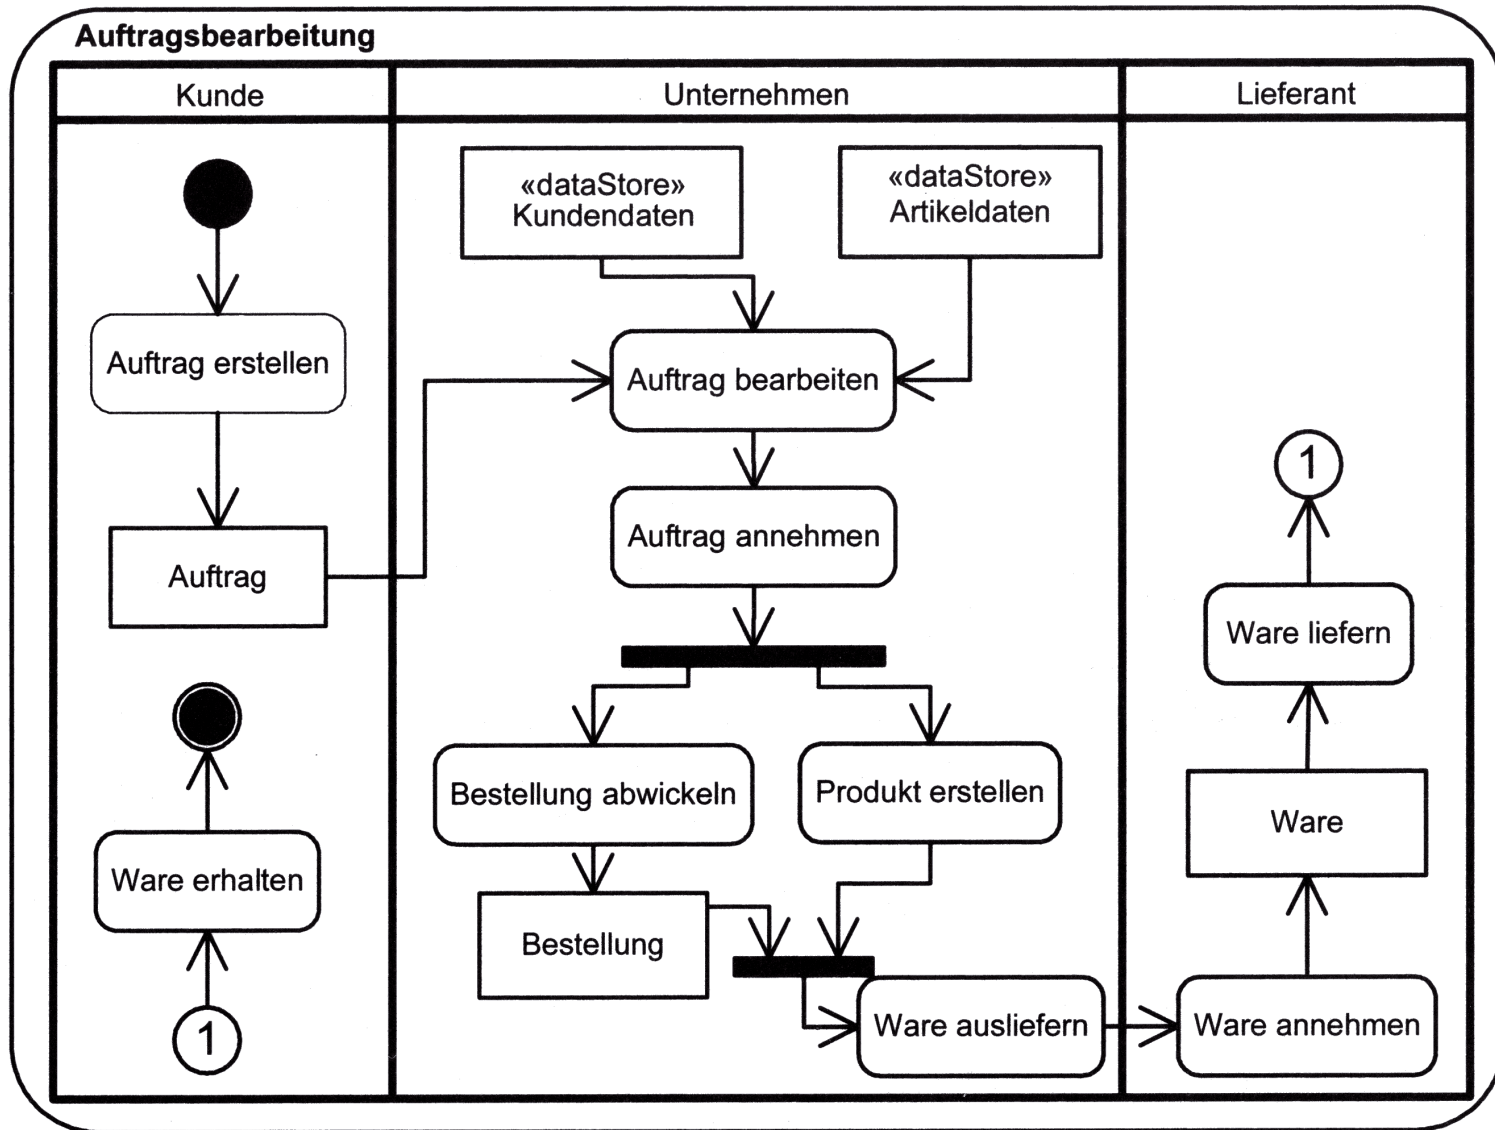 Auftragsbearbeitung
Kunde
Unternehmen
Lieferant
«dataStore»
Kundendaten
«dataStore»
Artikeldaten
Auftrag erstellen
Auftrag bearbeiten
Auftrag
Auftrag annehmen
Bestellung abwickeln
Produkt erstellen
Bestellung
Ware ausliefern
Ware annehmen
Ware
Ware liefern
1
1
Ware erhalten